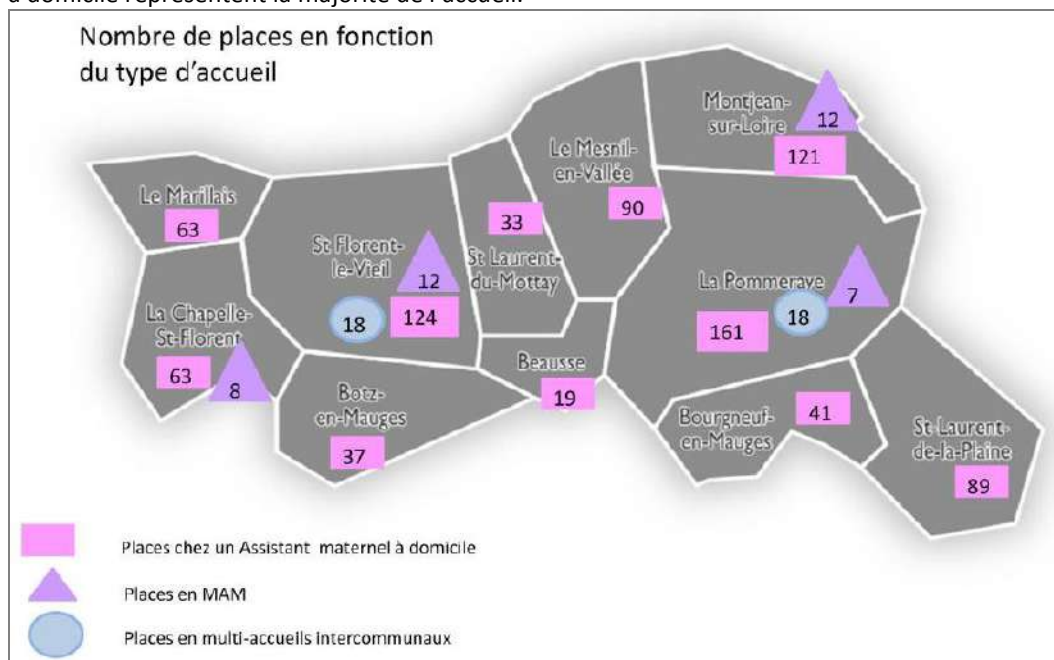 à domicile représentent la majorité de l'accueil.
Nombre de places en fonction
du type d'accueil
Montjean-
sur-Loire
12
121
Le Mesnil-
en-Vallée
90
Le Marillais
63
33
St Laurent-
du-Mottay
St Florent-
le-Vieil
12
18
124
La Pommeraye
7
18
161
La Chapelle-
St-Florent
63
8
Beausse
19
Botz-
en-Mauges
37
Bourgneuf-
en-Mauges
41
St Laurent-
de-la-Plaine
89
Places chez un Assistant maternel à domicile
Places en MAM
Places en multi-accueils intercommunaux